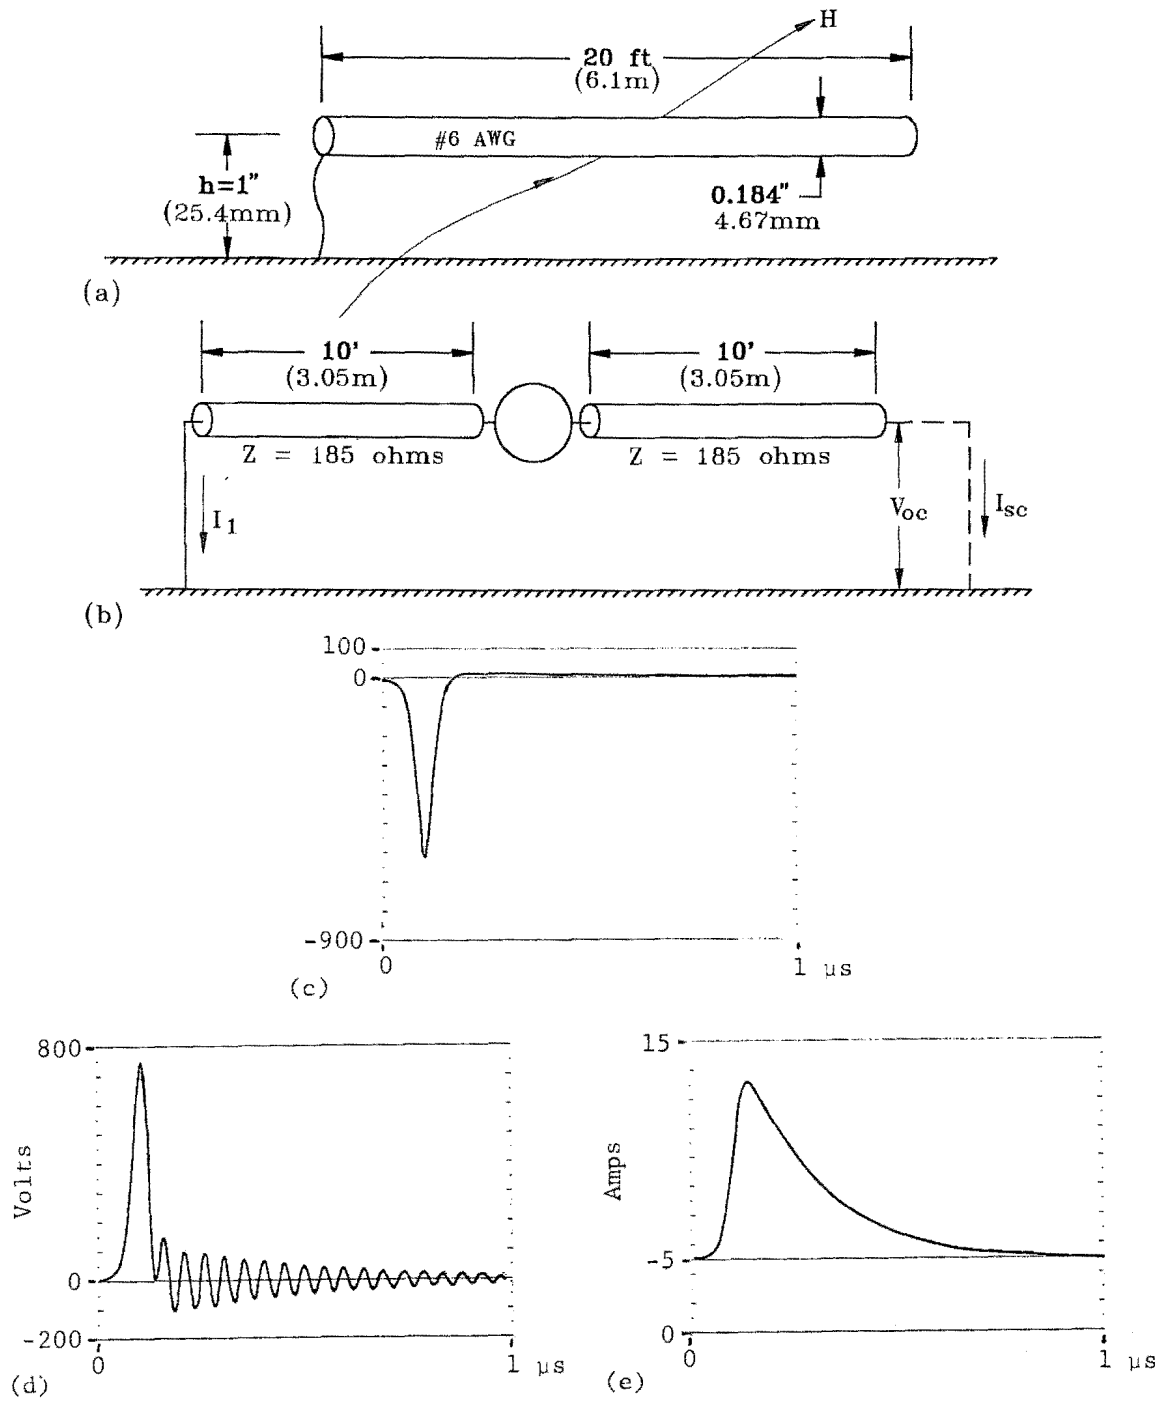 H
20 ft
(6.1m)
#6 AWG
h=1"
(25.4mm)
0.184"
4.67mm
(a)
10'
(3.05m)
10'
(3.05m)
Z = 185 ohms
Z = 185 ohms
I1
Voc
Isc
(b)
100
0
-900
0
1 µs
(c)
800
Volts
0
-200
0
1 µs
(d)
15
Amps
-5
0
0
1 µs
(e)